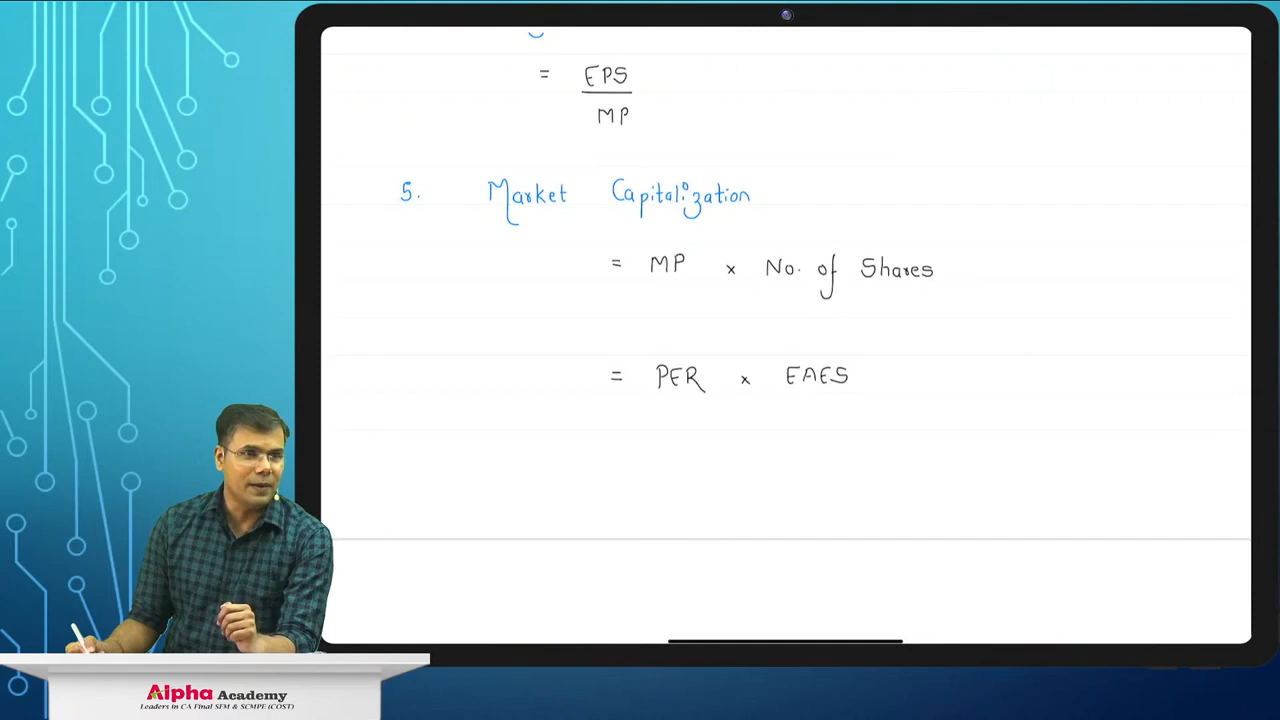 = EPS
MP
5. Market Capitalization
= MP × No. of Shares
= PER × EAES
Alpha Academy
Leaders in CA Final SFM & SCMPE (COST)